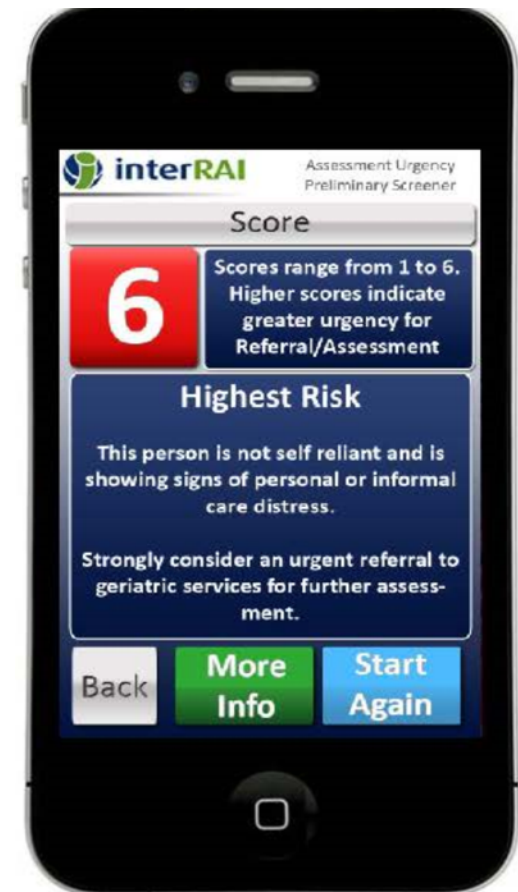 interRAI
Assessment Urgency
Preliminary Screener
Score
6
Scores range from 1 to 6.
Higher scores indicate
greater urgency for
Referral/Assessment
Highest Risk
This person is not self reliant and is
showing signs of personal or informal
care distress.
Strongly consider an urgent referral to
geriatric services for further assess-
ment.
Back
More
Info
Start
Again